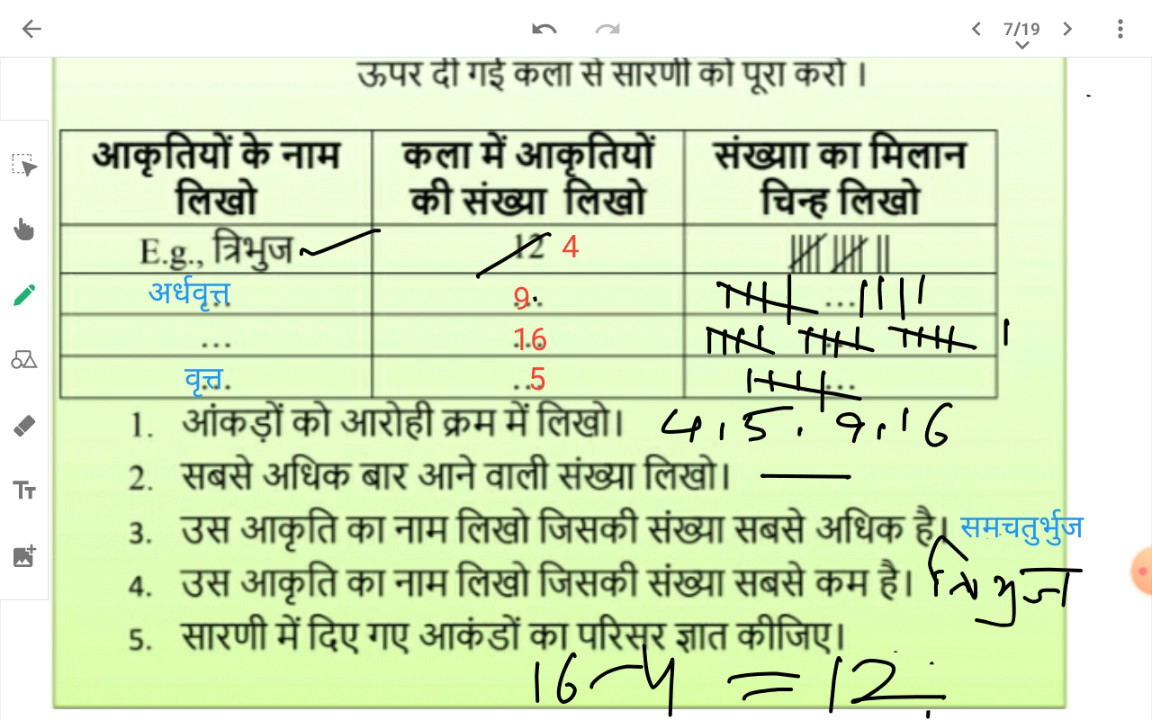 7/19
ऊपर दी गई कला से सारणी को पूरा करो ।
आकृतियों के नाम लिखो कला में आकृतियों की संख्या लिखो संख्याा का मिलान चिन्ह लिखो
E.g., त्रिभुज 12 4
अर्धवृत्त ... 9 ...
... 16
वृत्त ... 5 ...
1. आंकड़ों को आरोही क्रम में लिखो। 4, 5, 9, 16
2. सबसे अधिक बार आने वाली संख्या लिखो।
3. उस आकृति का नाम लिखो जिसकी संख्या सबसे अधिक है। समचतुर्भुज
4. उस आकृति का नाम लिखो जिसकी संख्या सबसे कम है। त्रिभुज
5. सारणी में दिए गए आकंडों का परिसर ज्ञात कीजिए।
16-4 = 12
Tт